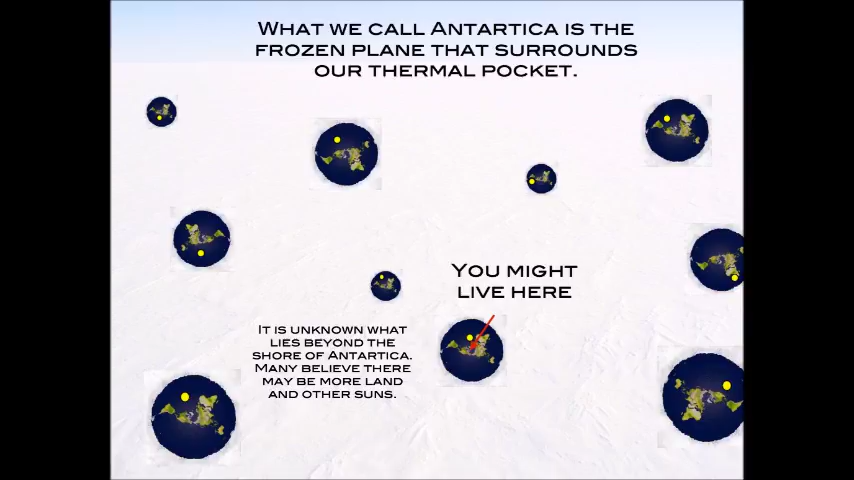 What we call Antartica is the
frozen plane that surrounds
our thermal pocket.
You might
live here
It is unknown what
lies beyond the
shore of Antartica.
Many believe there
may be more land
and other suns.